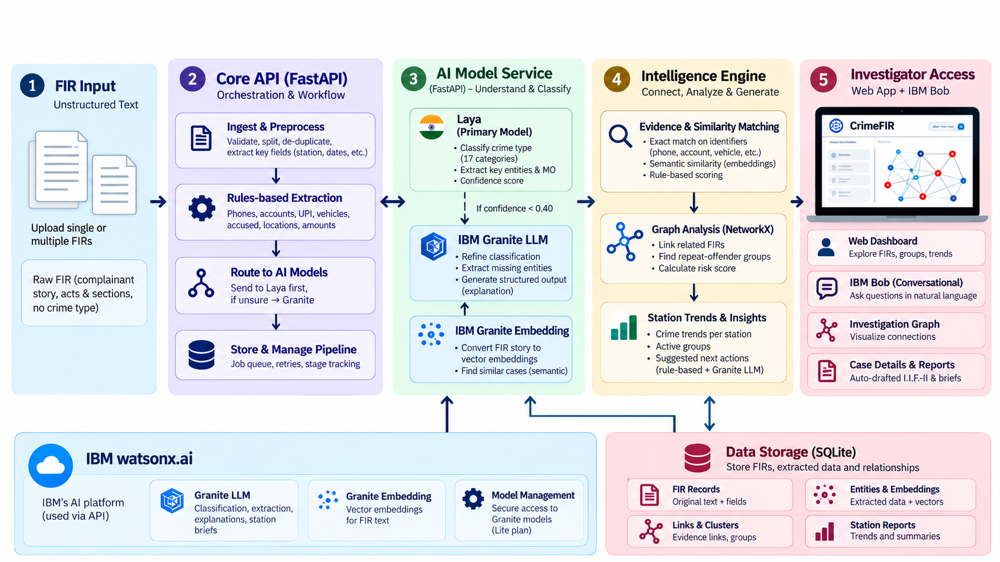 1
FIR Input
Unstructured Text
Upload single or
multiple FIRs
Raw FIR (complainant
story, acts & sections,
no crime type)
2
Core API (FastAPI)
Orchestration & Workflow
Ingest & Preprocess
Validate, split, de-duplicate,
extract key fields (station, dates, etc.)
Rules-based Extraction
Phones, accounts, UPI, vehicles,
accused, locations, amounts
Route to AI Models
Send to Laya first,
if unsure → Granite
Store & Manage Pipeline
Job queue, retries, stage tracking
3
AI Model Service
(FastAPI) – Understand & Classify
Laya
(Primary Model)
• Classify crime type
(17 categories)
• Extract key entities & MO
• Confidence score
If confidence < 0.40
IBM Granite LLM
• Refine classification
• Extract missing entities
• Generate structured output
(explanation)
IBM Granite Embedding
• Convert FIR story to
vector embeddings
• Find similar cases (semantic)
4
Intelligence Engine
Connect, Analyze & Generate
Evidence & Similarity Matching
• Exact match on identifiers
(phone, account, vehicle, etc.)
• Semantic similarity (embeddings)
• Rule-based scoring
Graph Analysis (NetworkX)
• Link related FIRs
• Find repeat-offender groups
• Calculate risk score
Station Trends & Insights
• Crime trends per station
• Active groups
• Suggested next actions
(rule-based + Granite LLM)
5
Investigator Access
Web App + IBM Bob
CrimeFIR
Web Dashboard
Explore FIRs, groups, trends
IBM Bob (Conversational)
Ask questions in natural language
Investigation Graph
Visualize connections
Case Details & Reports
Auto-drafted I.I.F.-II & briefs
IBM watsonx.ai
IBM's AI platform
(used via API)
Granite LLM
Classification, extraction,
explanations, station
briefs
Granite Embedding
Vector embeddings
for FIR text
Model Management
Secure access to
Granite models
(Lite plan)
Data Storage (SQLite)
Store FIRs, extracted data and relationships
FIR Records
Original text + fields
Entities & Embeddings
Extracted data + vectors
Links & Clusters
Evidence links, groups
Station Reports
Trends and summaries